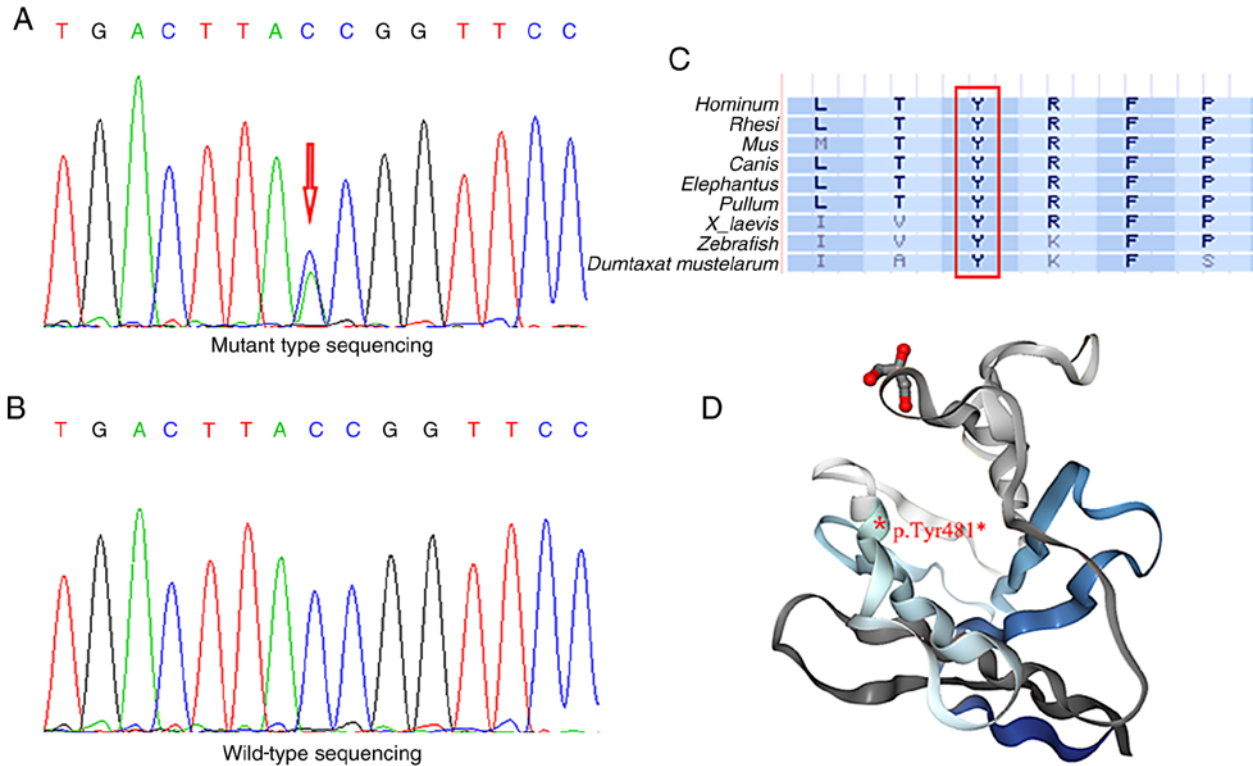 A
T G A C T T A C C G G T T C C
Mutant type sequencing
B
T G A C T T A C C G G T T C C
Wild-type sequencing
C
Hominum L T Y R F P
Rhesi L T Y R F P
Mus M T Y R F P
Canis L T Y R F P
Elephantus L T Y R F P
Pullum L T Y R F P
X_laevis I V Y R F P
Zebrafish I V Y K F P
Dumtaxat mustelarum I A Y K F S
D
* p.Tyr481*